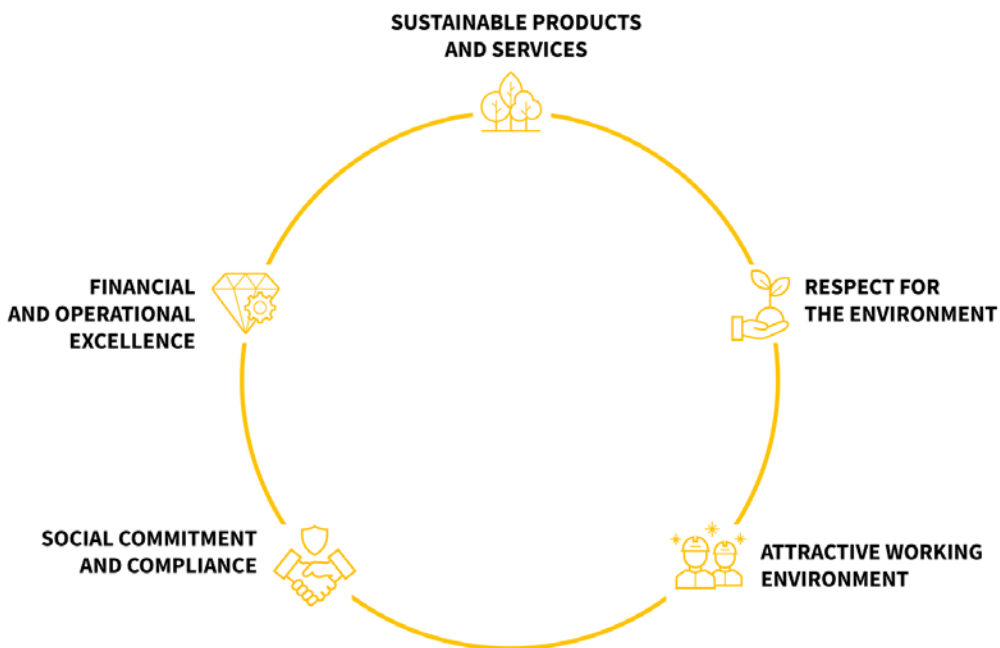 SUSTAINABLE PRODUCTS
AND SERVICES
FINANCIAL
AND OPERATIONAL
EXCELLENCE
RESPECT FOR
THE ENVIRONMENT
SOCIAL COMMITMENT
AND COMPLIANCE
ATTRACTIVE WORKING
ENVIRONMENT